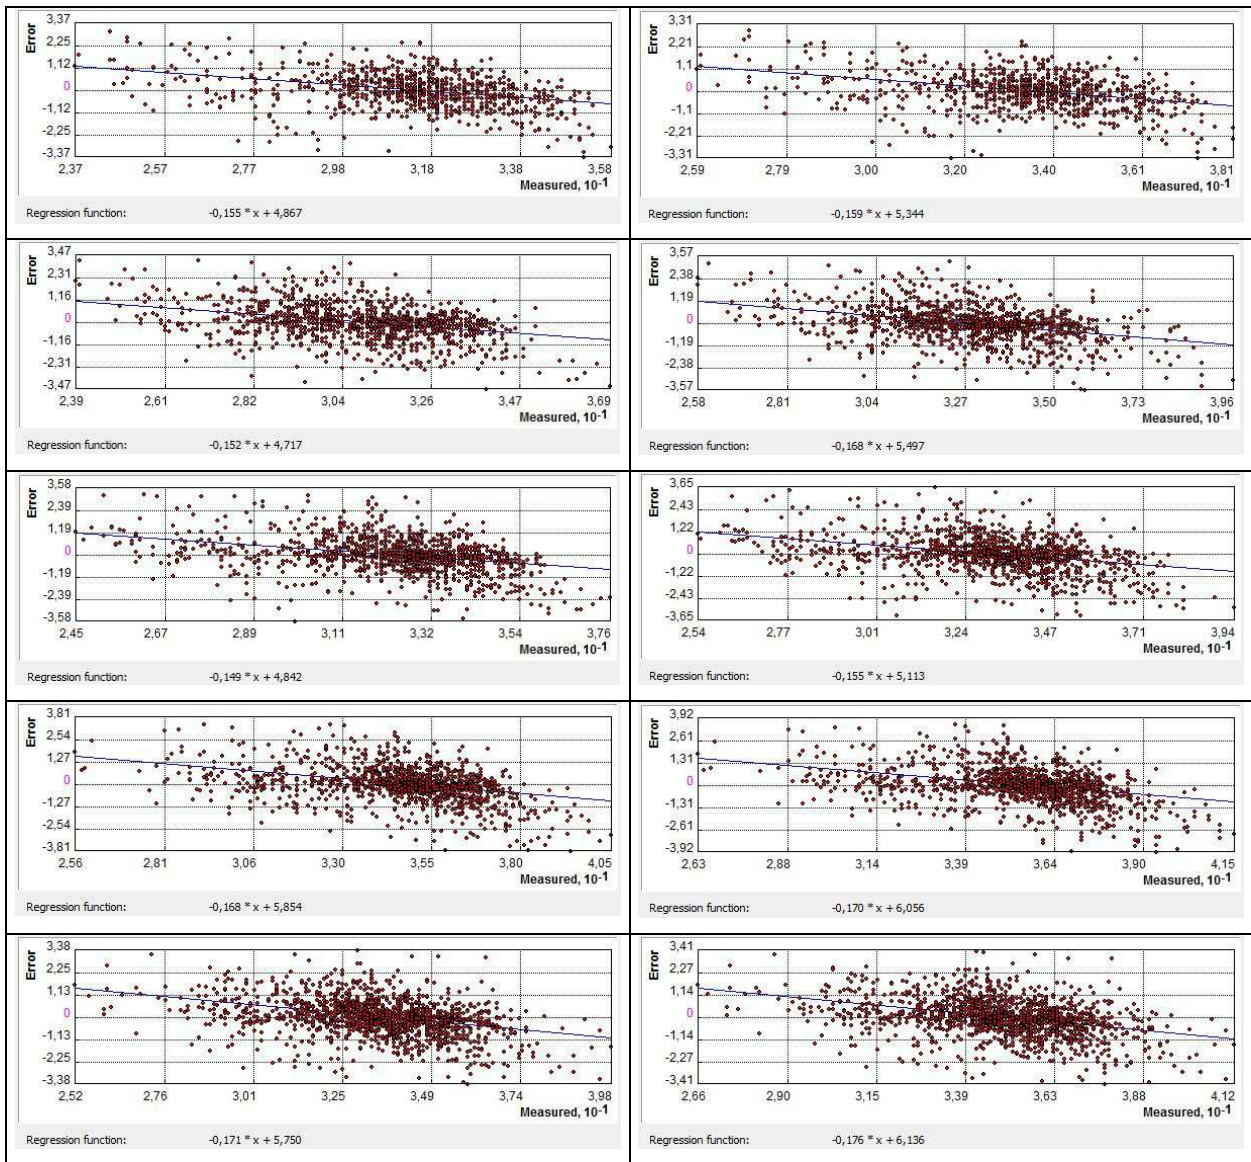 Error
3,37
2,25
1,12
0
-1,12
-2,25
-3,37
2,37 2,57 2,77 2,98 3,18 3,38 3,58
Measured, 10-1
Regression function: -0,155 * x + 4,867
Error
3,31
2,21
1,1
0
-1,1
-2,21
-3,31
2,59 2,79 3,00 3,20 3,40 3,61 3,81
Measured, 10-1
Regression function: -0,159 * x + 5,344
Error
3,47
2,31
1,16
0
-1,16
-2,31
-3,47
2,39 2,61 2,82 3,04 3,26 3,47 3,69
Measured, 10-1
Regression function: -0,152 * x + 4,717
Error
3,57
2,38
1,19
0
-1,19
-2,38
-3,57
2,58 2,81 3,04 3,27 3,50 3,73 3,96
Measured, 10-1
Regression function: -0,168 * x + 5,497
Error
3,58
2,39
1,19
0
-1,19
-2,39
-3,58
2,45 2,67 2,89 3,11 3,32 3,54 3,76
Measured, 10-1
Regression function: -0,149 * x + 4,842
Error
3,65
2,43
1,22
0
-1,22
-2,43
-3,65
2,54 2,77 3,01 3,24 3,47 3,71 3,94
Measured, 10-1
Regression function: -0,155 * x + 5,113
Error
3,81
2,54
1,27
0
-1,27
-2,54
-3,81
2,56 2,81 3,06 3,30 3,55 3,80 4,05
Measured, 10-1
Regression function: -0,168 * x + 5,854
Error
3,92
2,61
1,31
0
-1,31
-2,61
-3,92
2,63 2,88 3,14 3,39 3,64 3,90 4,15
Measured, 10-1
Regression function: -0,170 * x + 6,056
Error
3,38
2,25
1,13
0
-1,13
-2,25
-3,38
2,52 2,76 3,01 3,25 3,49 3,74 3,98
Measured, 10-1
Regression function: -0,171 * x + 5,750
Error
3,41
2,27
1,14
0
-1,14
-2,27
-3,41
2,66 2,90 3,15 3,39 3,63 3,88 4,12
Measured, 10-1
Regression function: -0,176 * x + 6,136